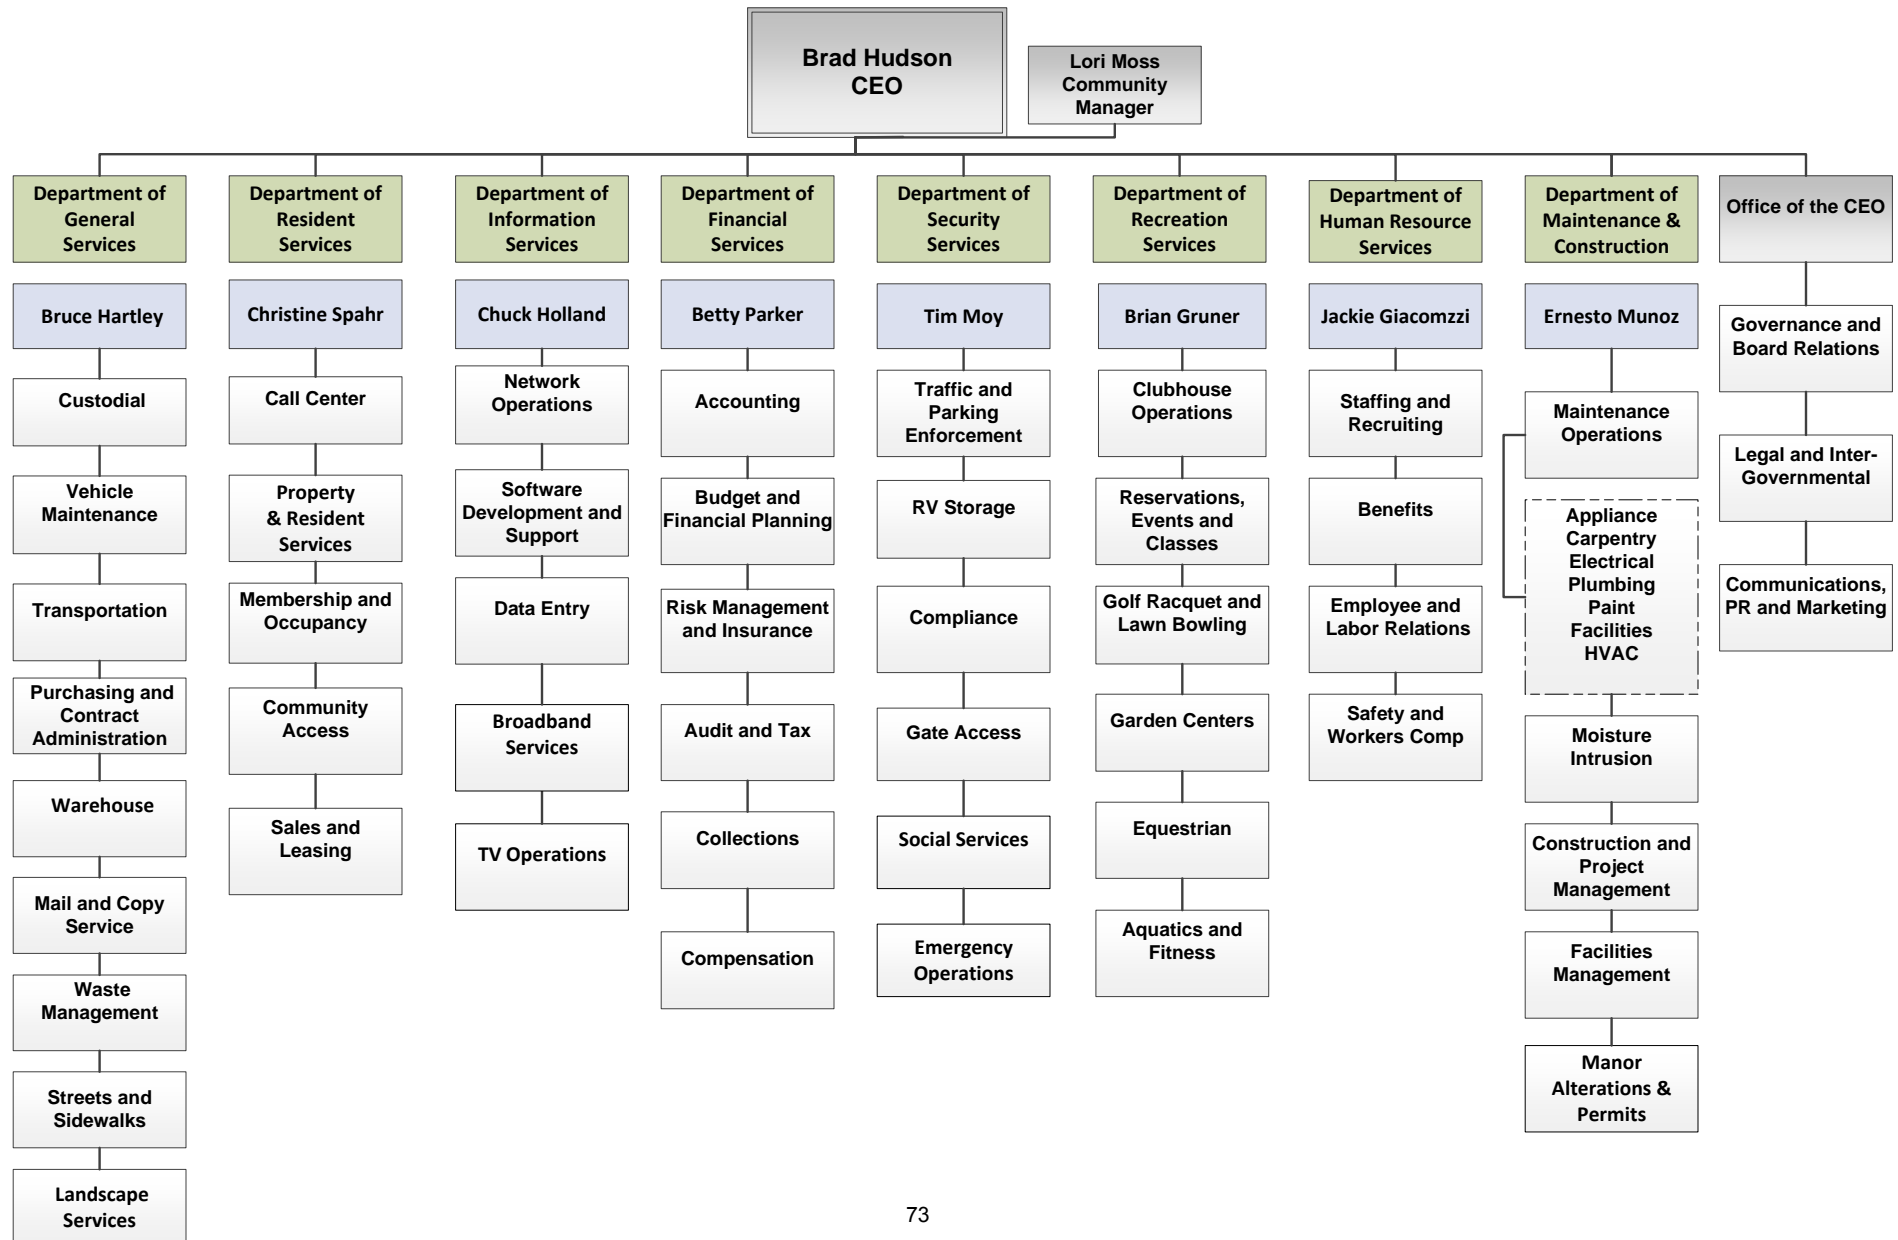 Brad Hudson
CEO
Lori Moss
Community
Manager
Department of
General
Services
Bruce Hartley
Custodial
Vehicle
Maintenance
Transportation
Purchasing and
Contract
Administration
Warehouse
Mail and Copy
Service
Waste
Management
Streets and
Sidewalks
Landscape
Services
Department of
Resident
Services
Christine Spahr
Call Center
Property
& Resident
Services
Membership and
Occupancy
Community
Access
Sales and
Leasing
Department of
Information
Services
Chuck Holland
Network
Operations
Software
Development and
Support
Data Entry
Broadband
Services
TV Operations
Department of
Financial
Services
Betty Parker
Accounting
Budget and
Financial Planning
Risk Management
and Insurance
Audit and Tax
Collections
Compensation
Department of
Security
Services
Tim Moy
Traffic and
Parking
Enforcement
RV Storage
Compliance
Gate Access
Social Services
Emergency
Operations
Department of
Recreation
Services
Brian Gruner
Clubhouse
Operations
Reservations,
Events and
Classes
Golf Racquet and
Lawn Bowling
Garden Centers
Equestrian
Aquatics and
Fitness
Department of
Human Resource
Services
Jackie Giacomzzi
Staffing and
Recruiting
Benefits
Employee and
Labor Relations
Safety and
Workers Comp
Department of
Maintenance &
Construction
Ernesto Munoz
Maintenance
Operations
Appliance
Carpentry
Electrical
Plumbing
Paint
Facilities
HVAC
Moisture
Intrusion
Construction and
Project
Management
Facilities
Management
Manor
Alterations &
Permits
Office of the CEO
Governance and
Board Relations
Legal and Inter-
Governmental
Communications,
PR and Marketing
73